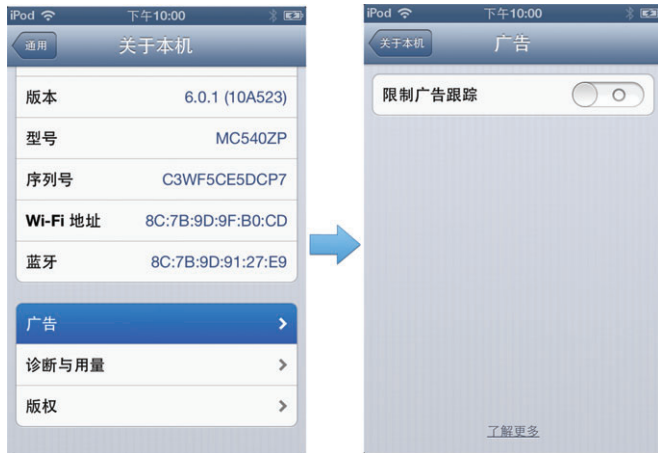 iPod 下午10:00
通用 关于本机
版本 6.0.1 (10A523)
型号 MC540ZP
序列号 C3WF5CE5DCP7
Wi-Fi 地址 8C:7B:9D:9F:B0:CD
蓝牙 8C:7B:9D:91:27:E9
广告
诊断与用量
版权
iPod 下午10:00
关于本机 广告
限制广告跟踪
了解更多